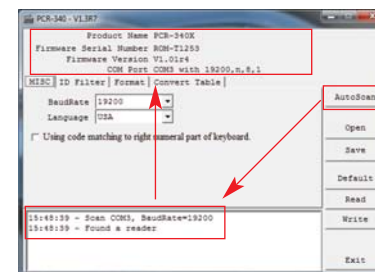 PCR-340 - V1.3R7
Product Name PCR-340X
Firmware Serial Number ROM-T1253
Firmware Version V1.01r4
COM Port COM3 with 19200,n,8,1
MISC ID Filter Format Convert Table
BaudRate 19200
Language USA
Using code matching to right numeral part of keyboard.
AutoScan
Open
Save
Default
Read
Write
Exit
15:48:39 - Scan COM3, BaudRate=19200
15:48:39 - Found a reader